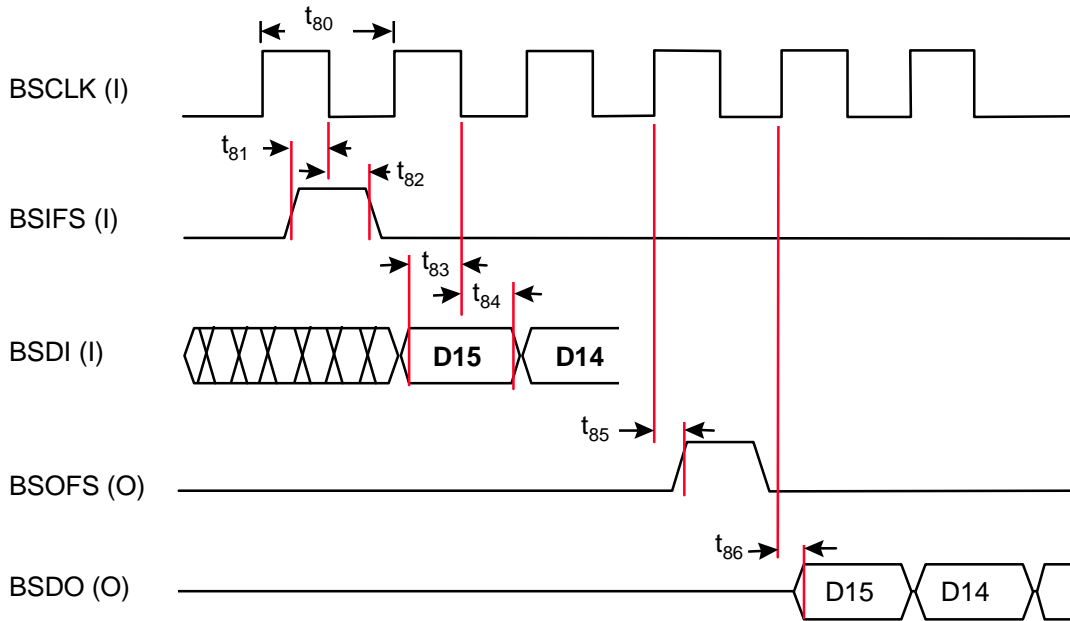 t80
BSCLK (I)
t81
t82
BSIFS (I)
t83
t84
BSDI (I)
D15
D14
t85
BSOFS (O)
t86
BSDO (O)
D15
D14